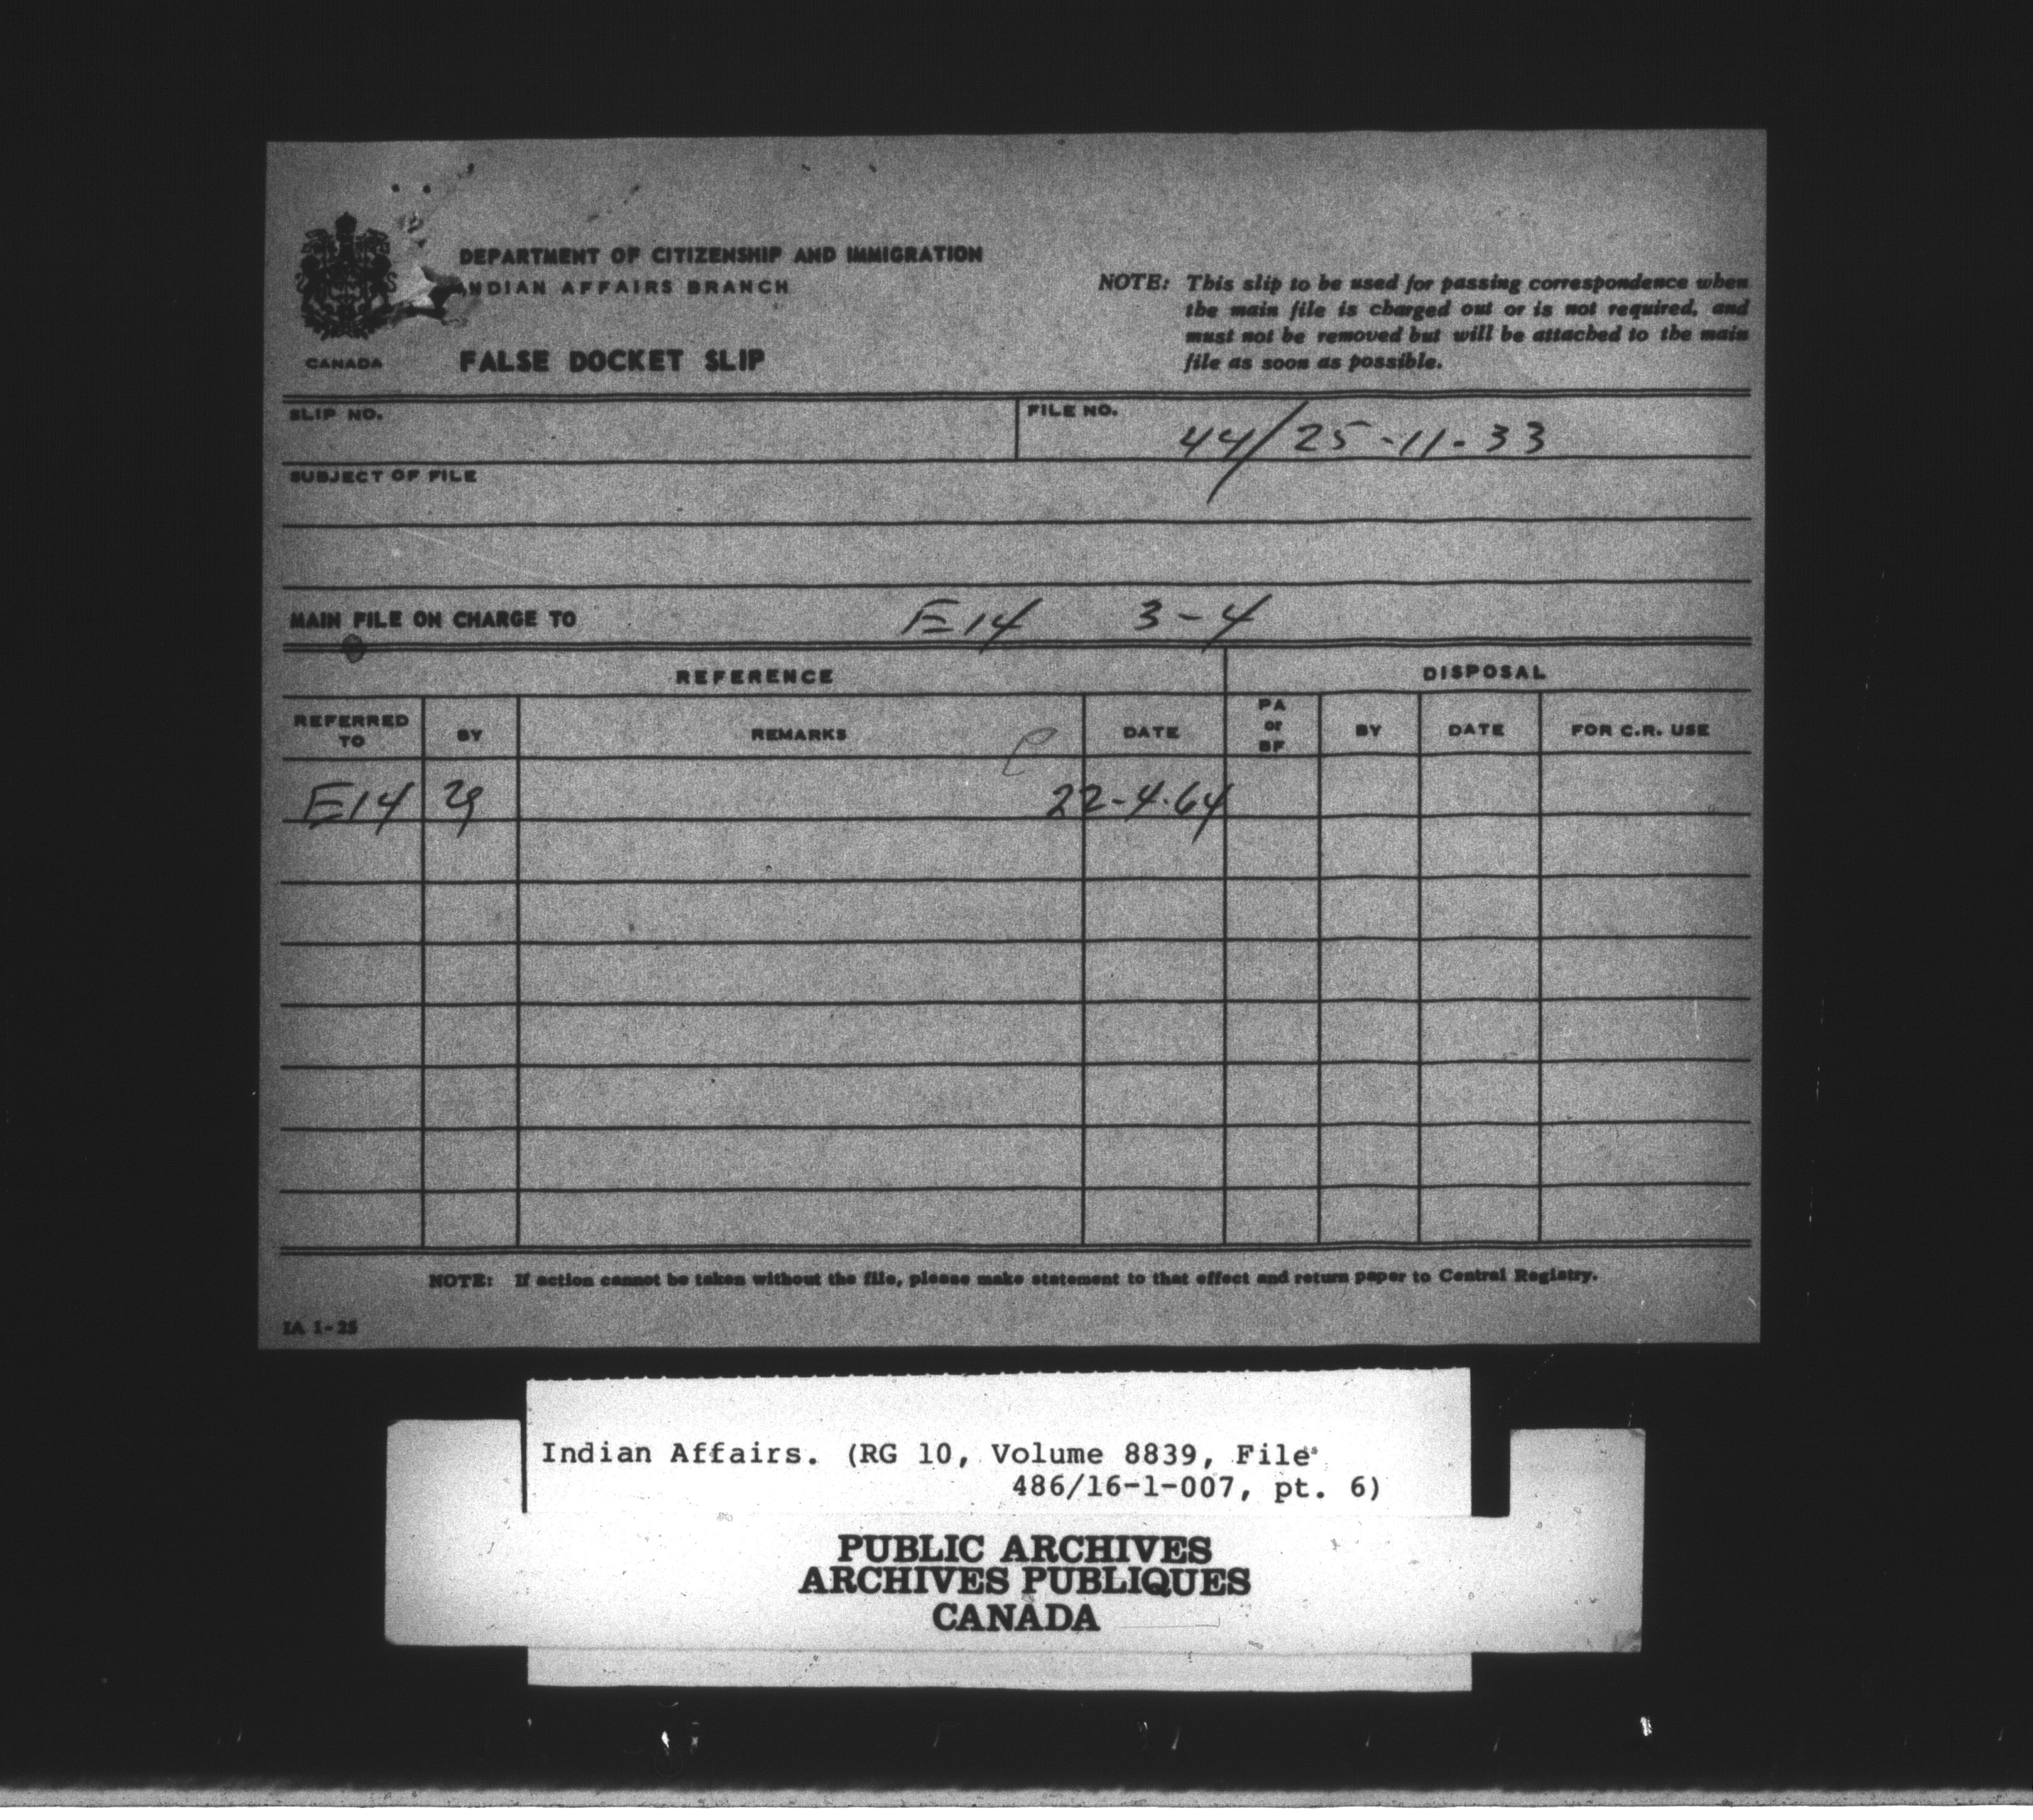 DEPARTMENT OF CITIZENSHIP AND IMMIGRATION
INDIAN AFFAIRS BRANCH
CANADA
FALSE DOCKET SLIP
NOTE: This slip to be used for passing correspondence when
the main file is charged out or is not required, and
must not be removed but will be attached to the main
file as soon as possible.
SLIP NO.
FILE NO. 44/25-11-33
SUBJECT OF FILE
MAIN FILE ON CHARGE TO E14 3-4
REFERENCE DISPOSAL
REFERRED TO BY REMARKS DATE PA or BF BY DATE FOR C.R. USE
E14 22-4-64
NOTE: If action cannot be taken without the file, please make statement to that effect and return paper to Central Registry.
IA 1-25
Indian Affairs. (RG 10, Volume 8839, File
486/16-1-007, pt. 6)
PUBLIC ARCHIVES
ARCHIVES PUBLIQUES
CANADA